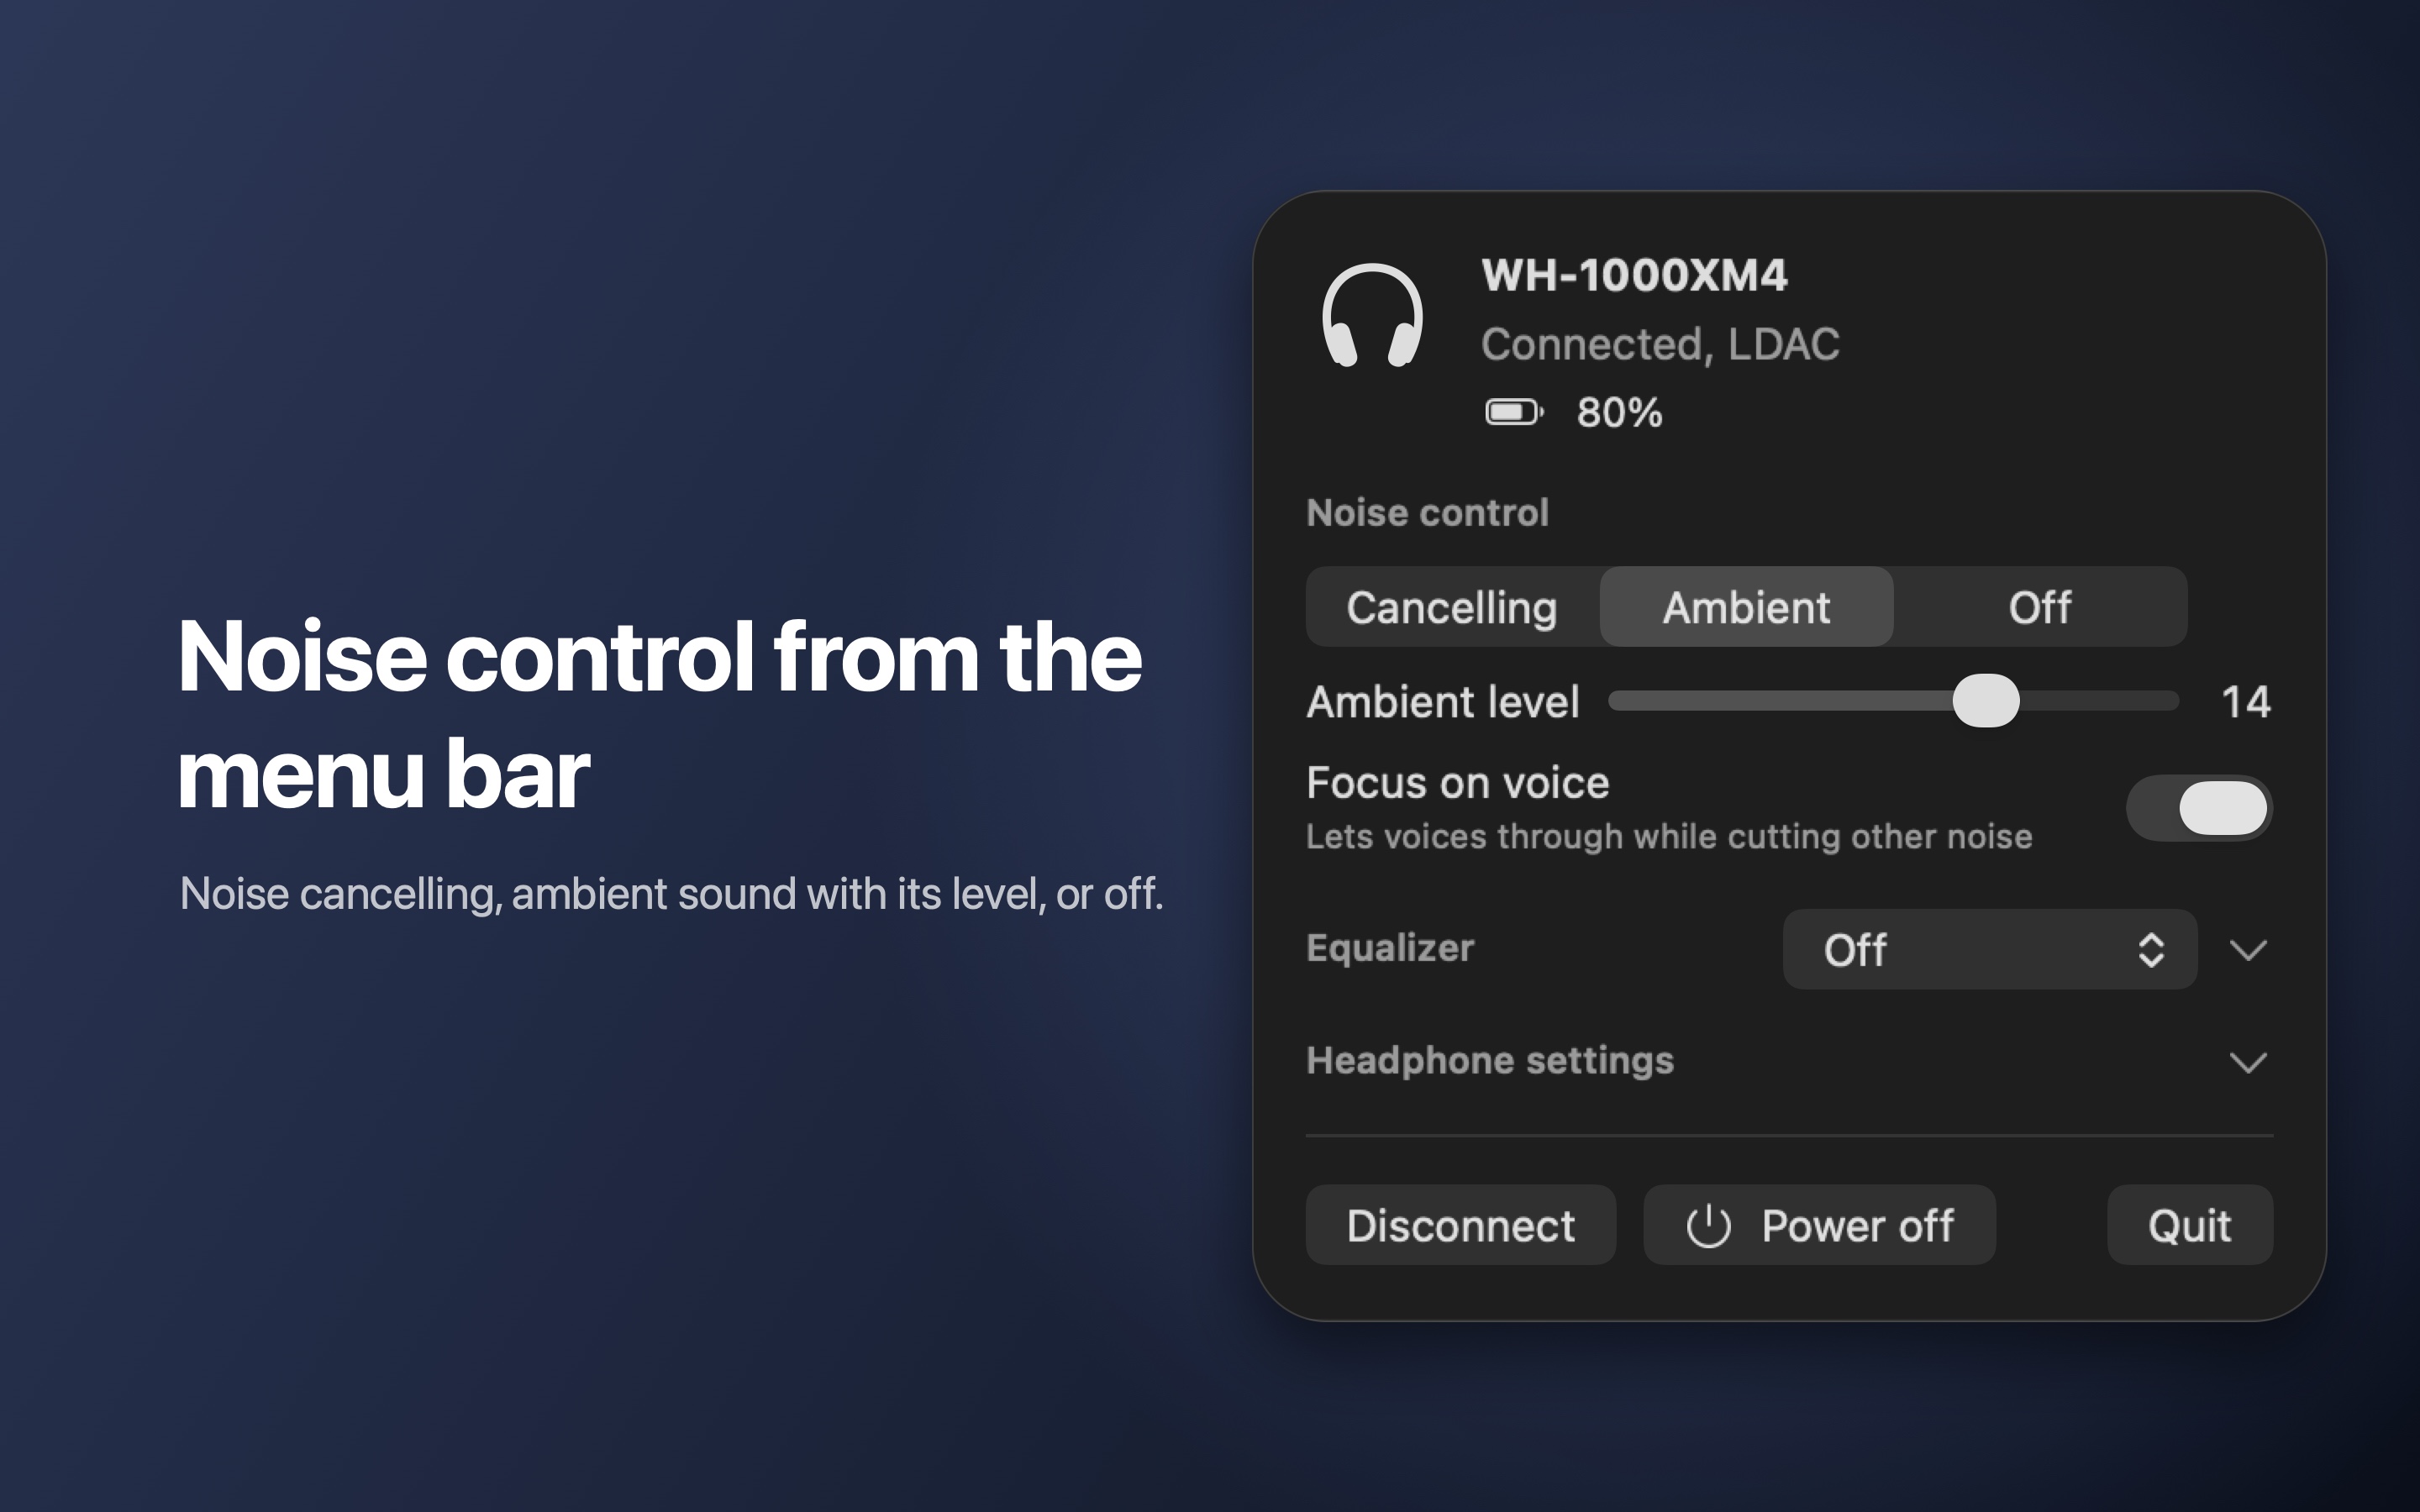 Noise control from the
menu bar
Noise cancelling, ambient sound with its level, or off.
WH-1000XM4
Connected, LDAC
80%
Noise control
Cancelling Ambient Off
Ambient level 14
Focus on voice
Lets voices through while cutting other noise
Equalizer Off
Headphone settings
Disconnect Power off Quit